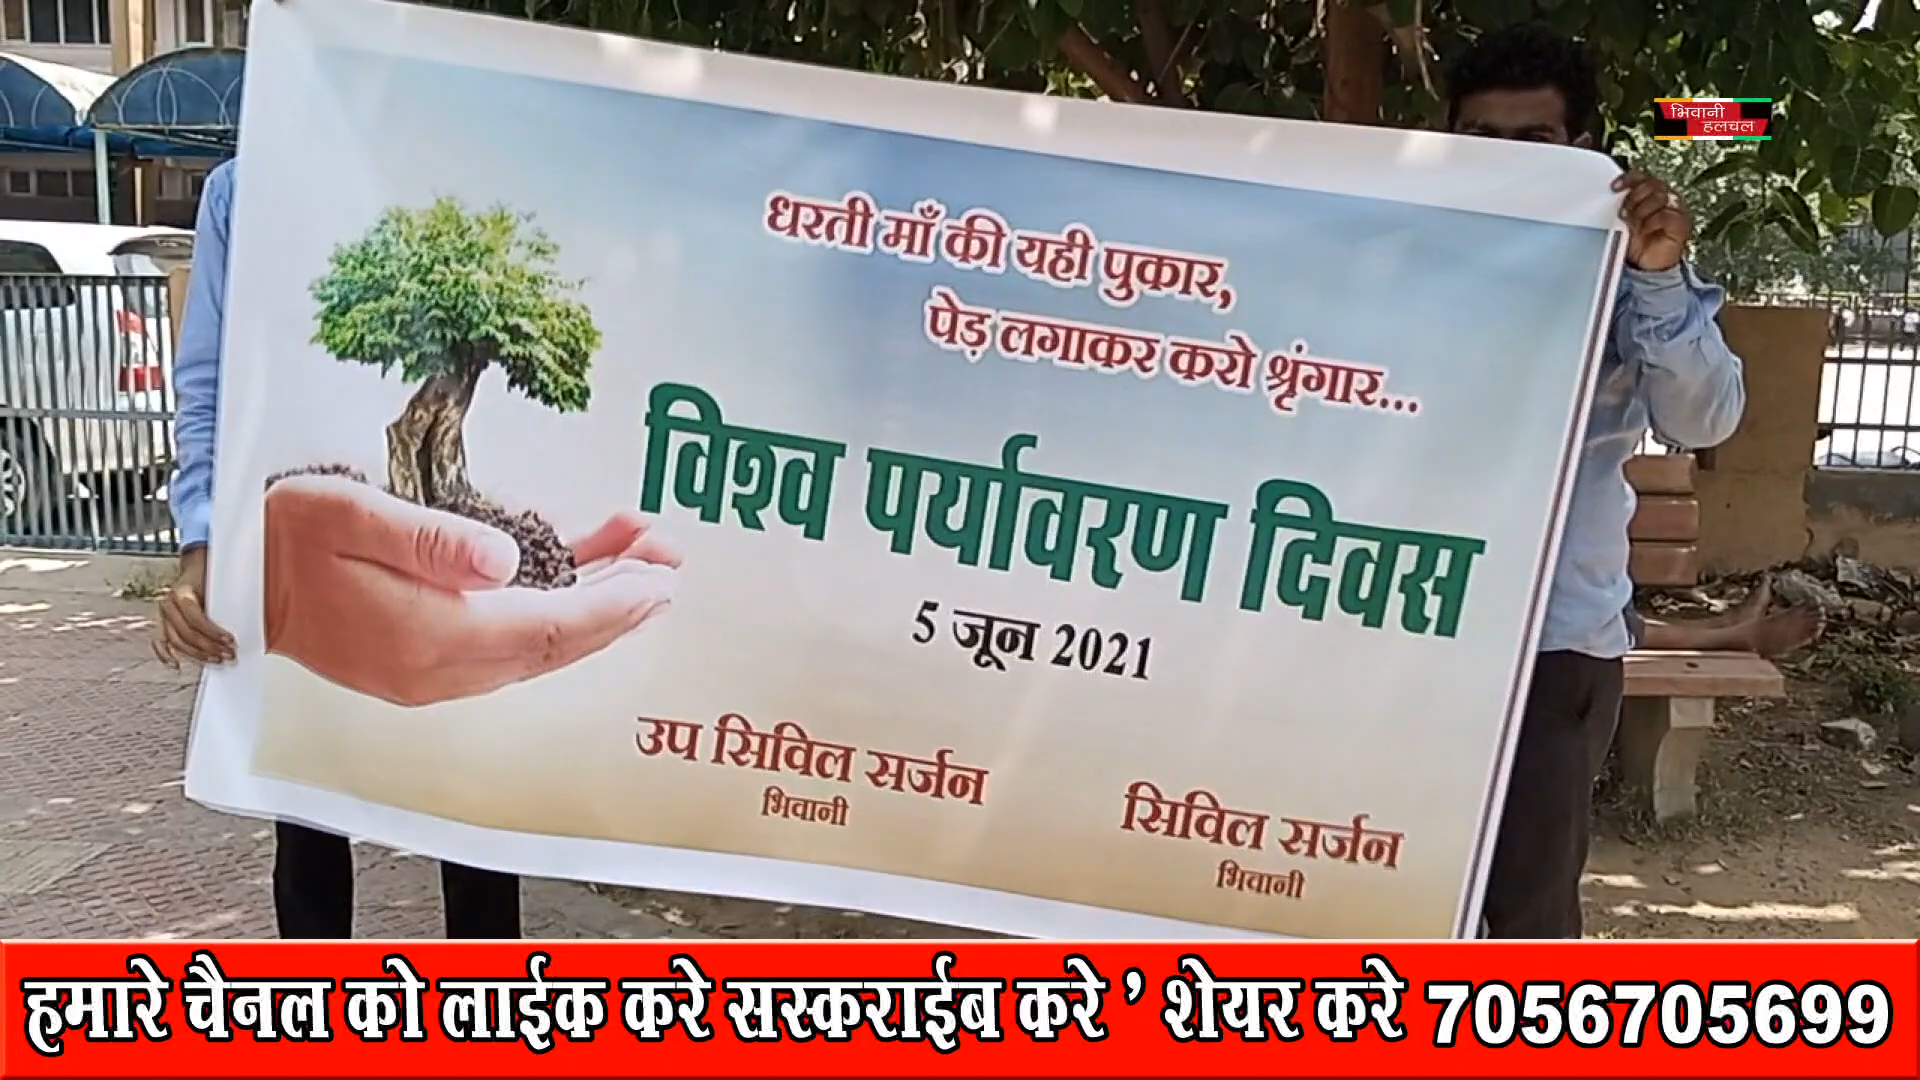 भिवानी
हलचल
धरती माँ की यही पुकार,
पेड़ लगाकर करो श्रृंगार...
विश्व पर्यावरण दिवस
5 जून 2021
उप सिविल सर्जन
भिवानी
सिविल सर्जन
भिवानी
हमारे चैनल को लाईक करे सस्कराईब करे ’ शेयर करे 7056705699